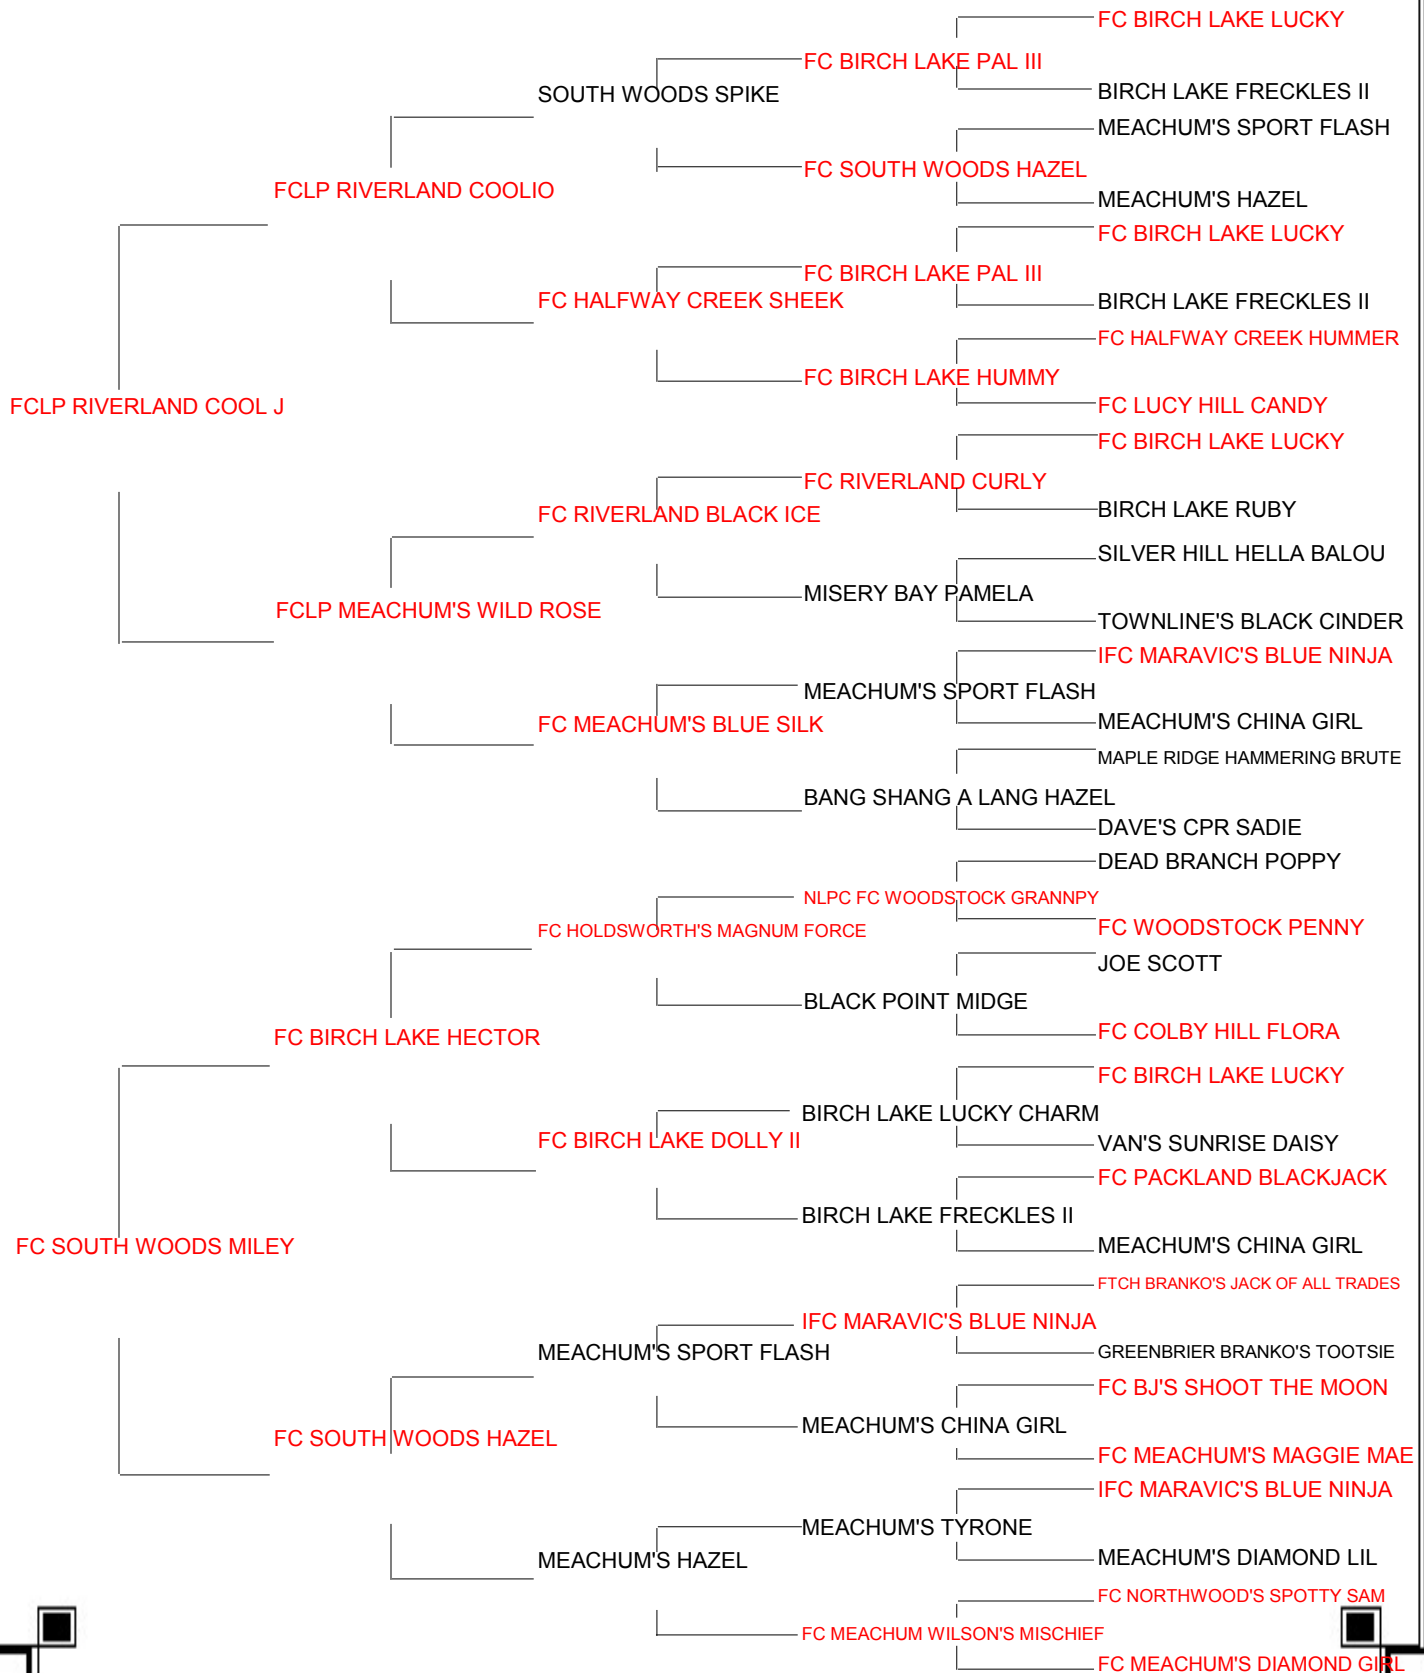 FC BIRCH LAKE LUCKY
FC BIRCH LAKE PAL III
BIRCH LAKE FRECKLES II
SOUTH WOODS SPIKE
MEACHUM'S SPORT FLASH
FC SOUTH WOODS HAZEL
FCLP RIVERLAND COOLIO
MEACHUM'S HAZEL
FC BIRCH LAKE LUCKY
FC BIRCH LAKE PAL III
FC HALFWAY CREEK SHEEK
BIRCH LAKE FRECKLES II
FC HALFWAY CREEK HUMMER
FC BIRCH LAKE HUMMY
FCLP RIVERLAND COOL J
FC LUCY HILL CANDY
FC BIRCH LAKE LUCKY
FC RIVERLAND CURLY
BIRCH LAKE RUBY
FC RIVERLAND BLACK ICE
SILVER HILL HELLA BALOU
MISERY BAY PAMELA
FCLP MEACHUM'S WILD ROSE
TOWNLINE'S BLACK CINDER
IFC MARAVIC'S BLUE NINJA
MEACHUM'S SPORT FLASH
MEACHUM'S CHINA GIRL
FC MEACHUM'S BLUE SILK
MAPLE RIDGE HAMMERING BRUTE
BANG SHANG A LANG HAZEL
DAVE'S CPR SADIE
DEAD BRANCH POPPY
NLPC FC WOODSTOCK GRANNPY
FC WOODSTOCK PENNY
FC HOLDSWORTH'S MAGNUM FORCE
JOE SCOTT
BLACK POINT MIDGE
FC COLBY HILL FLORA
FC BIRCH LAKE HECTOR
FC BIRCH LAKE LUCKY
BIRCH LAKE LUCKY CHARM
FC BIRCH LAKE DOLLY II
VAN'S SUNRISE DAISY
FC PACKLAND BLACKJACK
BIRCH LAKE FRECKLES II
FC SOUTH WOODS MILEY
MEACHUM'S CHINA GIRL
FTCH BRANKO'S JACK OF ALL TRADES
IFC MARAVIC'S BLUE NINJA
MEACHUM'S SPORT FLASH
GREENBRIER BRANKO'S TOOTSIE
FC BJ'S SHOOT THE MOON
MEACHUM'S CHINA GIRL
FC SOUTH WOODS HAZEL
FC MEACHUM'S MAGGIE MAE
IFC MARAVIC'S BLUE NINJA
MEACHUM'S TYRONE
MEACHUM'S HAZEL
MEACHUM'S DIAMOND LIL
FC NORTHWOOD'S SPOTTY SAM
FC MEACHUM WILSON'S MISCHIEF
FC MEACHUM'S DIAMOND GIRL